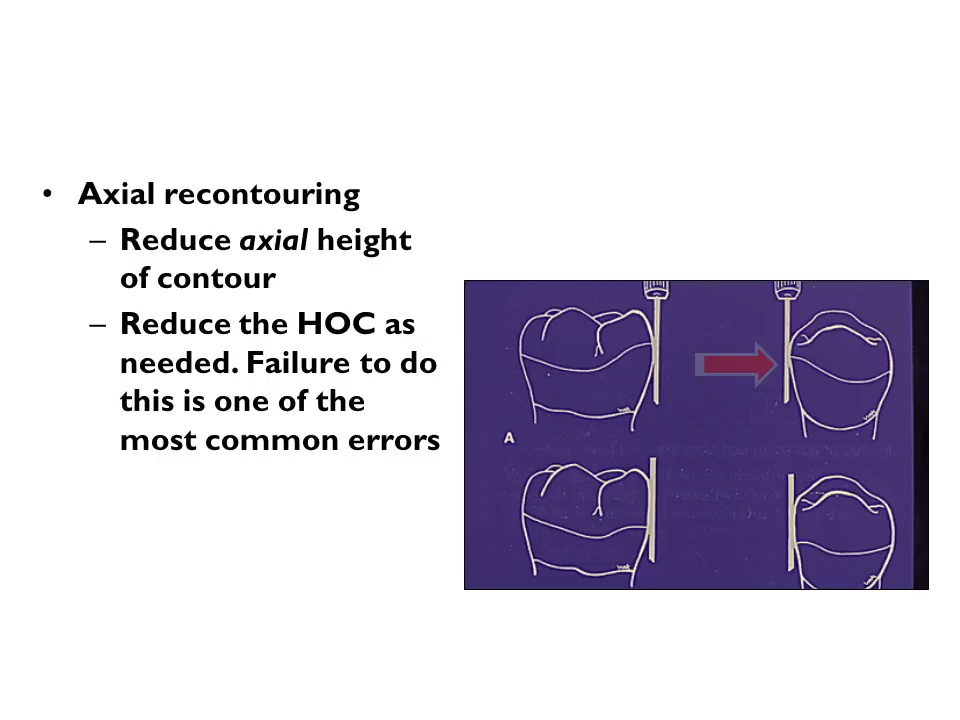 • Axial recontouring
– Reduce axial height
of contour
– Reduce the HOC as
needed. Failure to do
this is one of the
most common errors
A